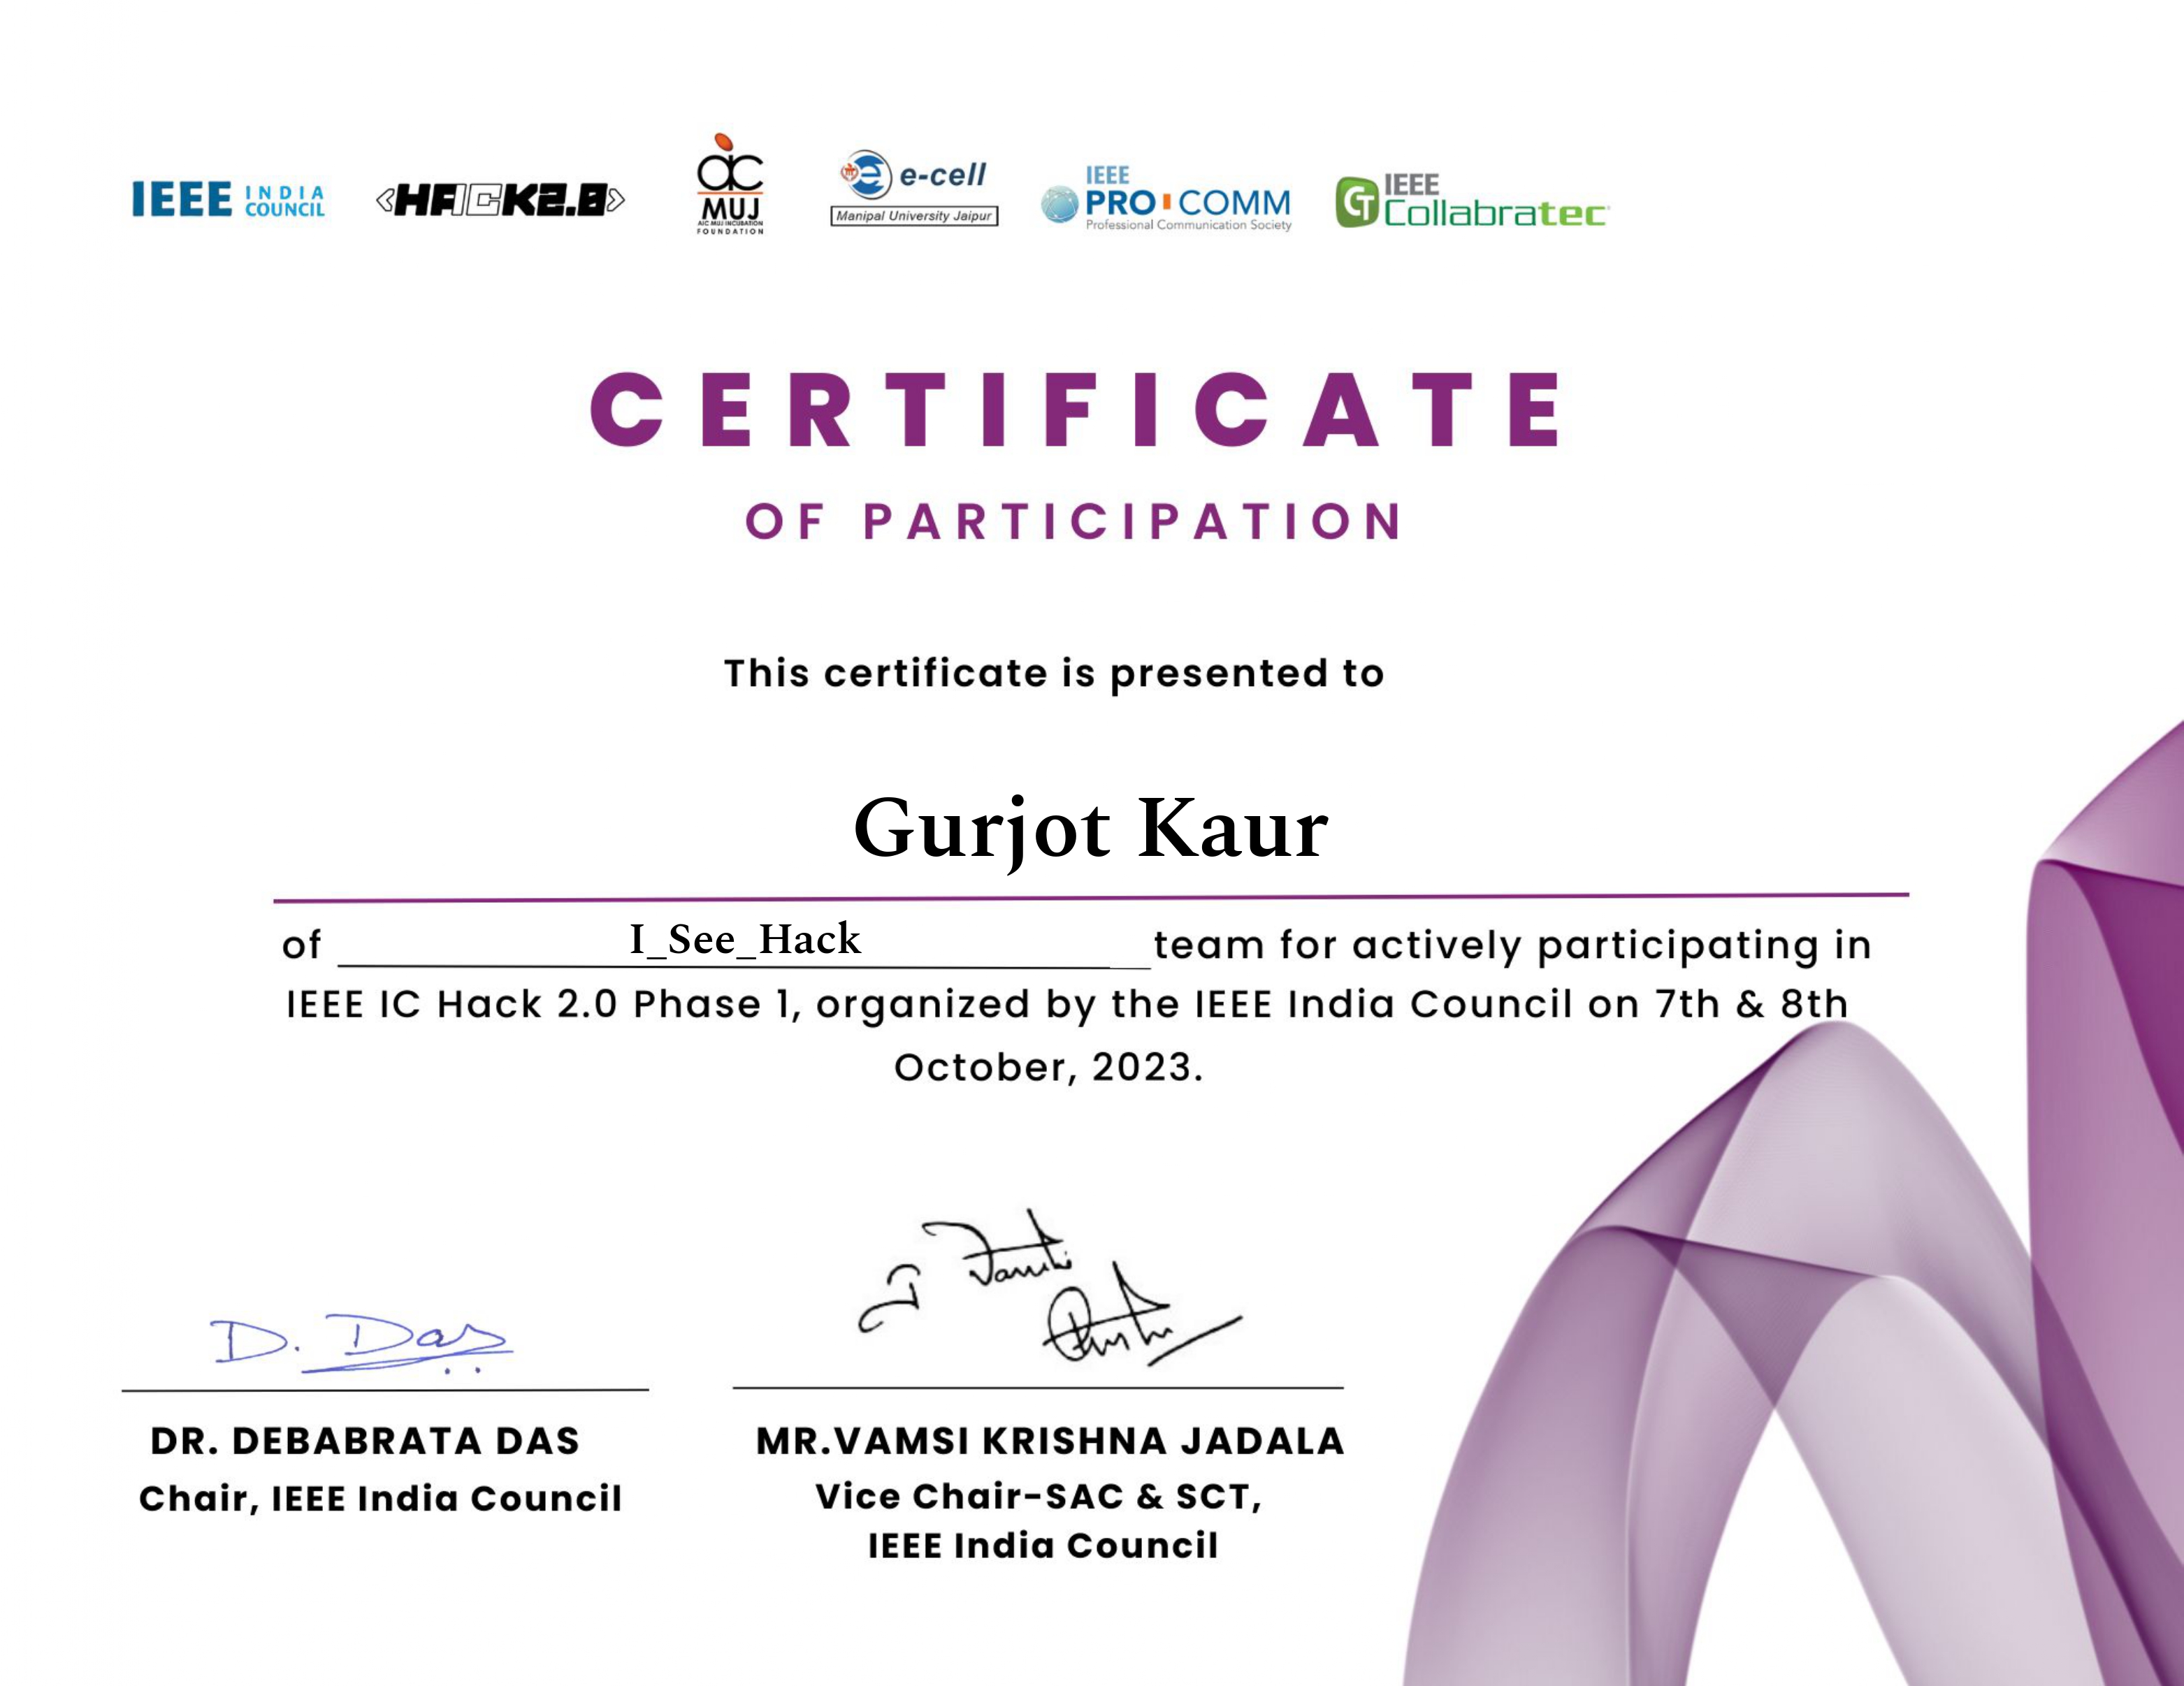 IEEE INDIA COUNCIL
<HACK2.0>
aic
MUJ
AIC MUJ INCUBATION
FOUNDATION
e e-cell
Manipal University Jaipur
IEEE
PRO COMM
Professional Communication Society
IEEE
Collabratec
CERTIFICATE
OF PARTICIPATION
This certificate is presented to
Gurjot Kaur
of I_See_Hack team for actively participating in
IEEE IC Hack 2.0 Phase 1, organized by the IEEE India Council on 7th & 8th
October, 2023.
D. Das
DR. DEBABRATA DAS
Chair, IEEE India Council
MR.VAMSI KRISHNA JADALA
Vice Chair-SAC & SCT,
IEEE India Council